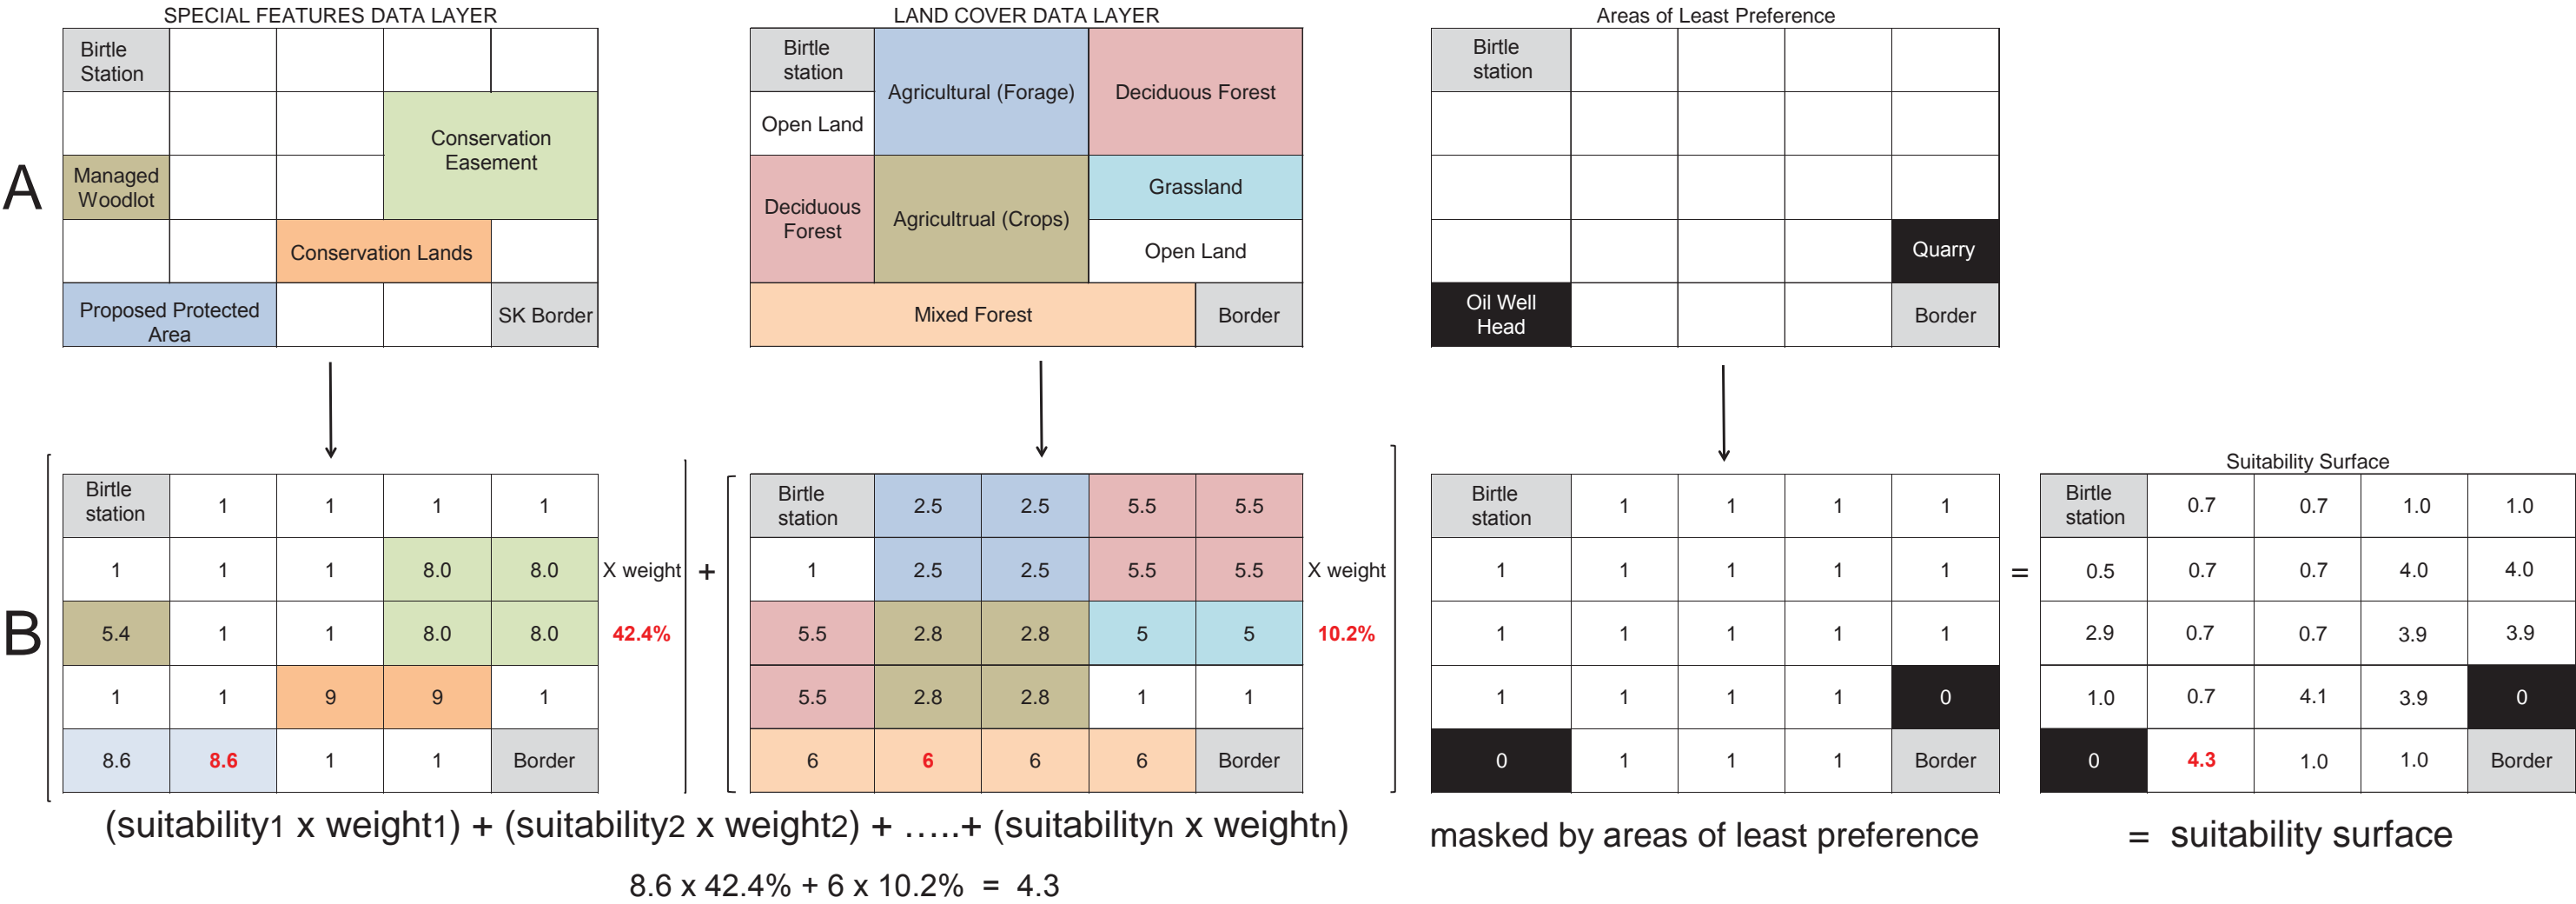 SPECIAL FEATURES DATA LAYER
Birtle
Station
Conservation
Easement
Managed
Woodlot
Conservation Lands
Proposed Protected
Area
SK Border
LAND COVER DATA LAYER
Birtle
station
Agricultural (Forage)
Deciduous Forest
Open Land
Deciduous
Forest
Agricultrual (Crops)
Grassland
Open Land
Mixed Forest
Border
Areas of Least Preference
Birtle
station
Quarry
Oil Well
Head
Border
A
B
Birtle
station
1 1 1 1
1 1 1 8.0 8.0
5.4 1 1 8.0 8.0
1 1 9 9 1
8.6 8.6 1 1 Border
X weight
42.4%
+
Birtle
station
2.5 2.5 5.5 5.5
1 2.5 2.5 5.5 5.5
5.5 2.8 2.8 5 5
5.5 2.8 2.8 1 1
6 6 6 6 Border
X weight
10.2%
Birtle
station
1 1 1 1
1 1 1 1 1
1 1 1 1 1
1 1 1 1 0
0 1 1 1 Border
=
Suitability Surface
Birtle
station
0.7 0.7 1.0 1.0
0.5 0.7 0.7 4.0 4.0
2.9 0.7 0.7 3.9 3.9
1.0 0.7 4.1 3.9 0
0 4.3 1.0 1.0 Border
(suitability1 x weight1) + (suitability2 x weight2) + .....+ (suitabilityn x weightn)
masked by areas of least preference
= suitability surface
8.6 x 42.4% + 6 x 10.2% = 4.3